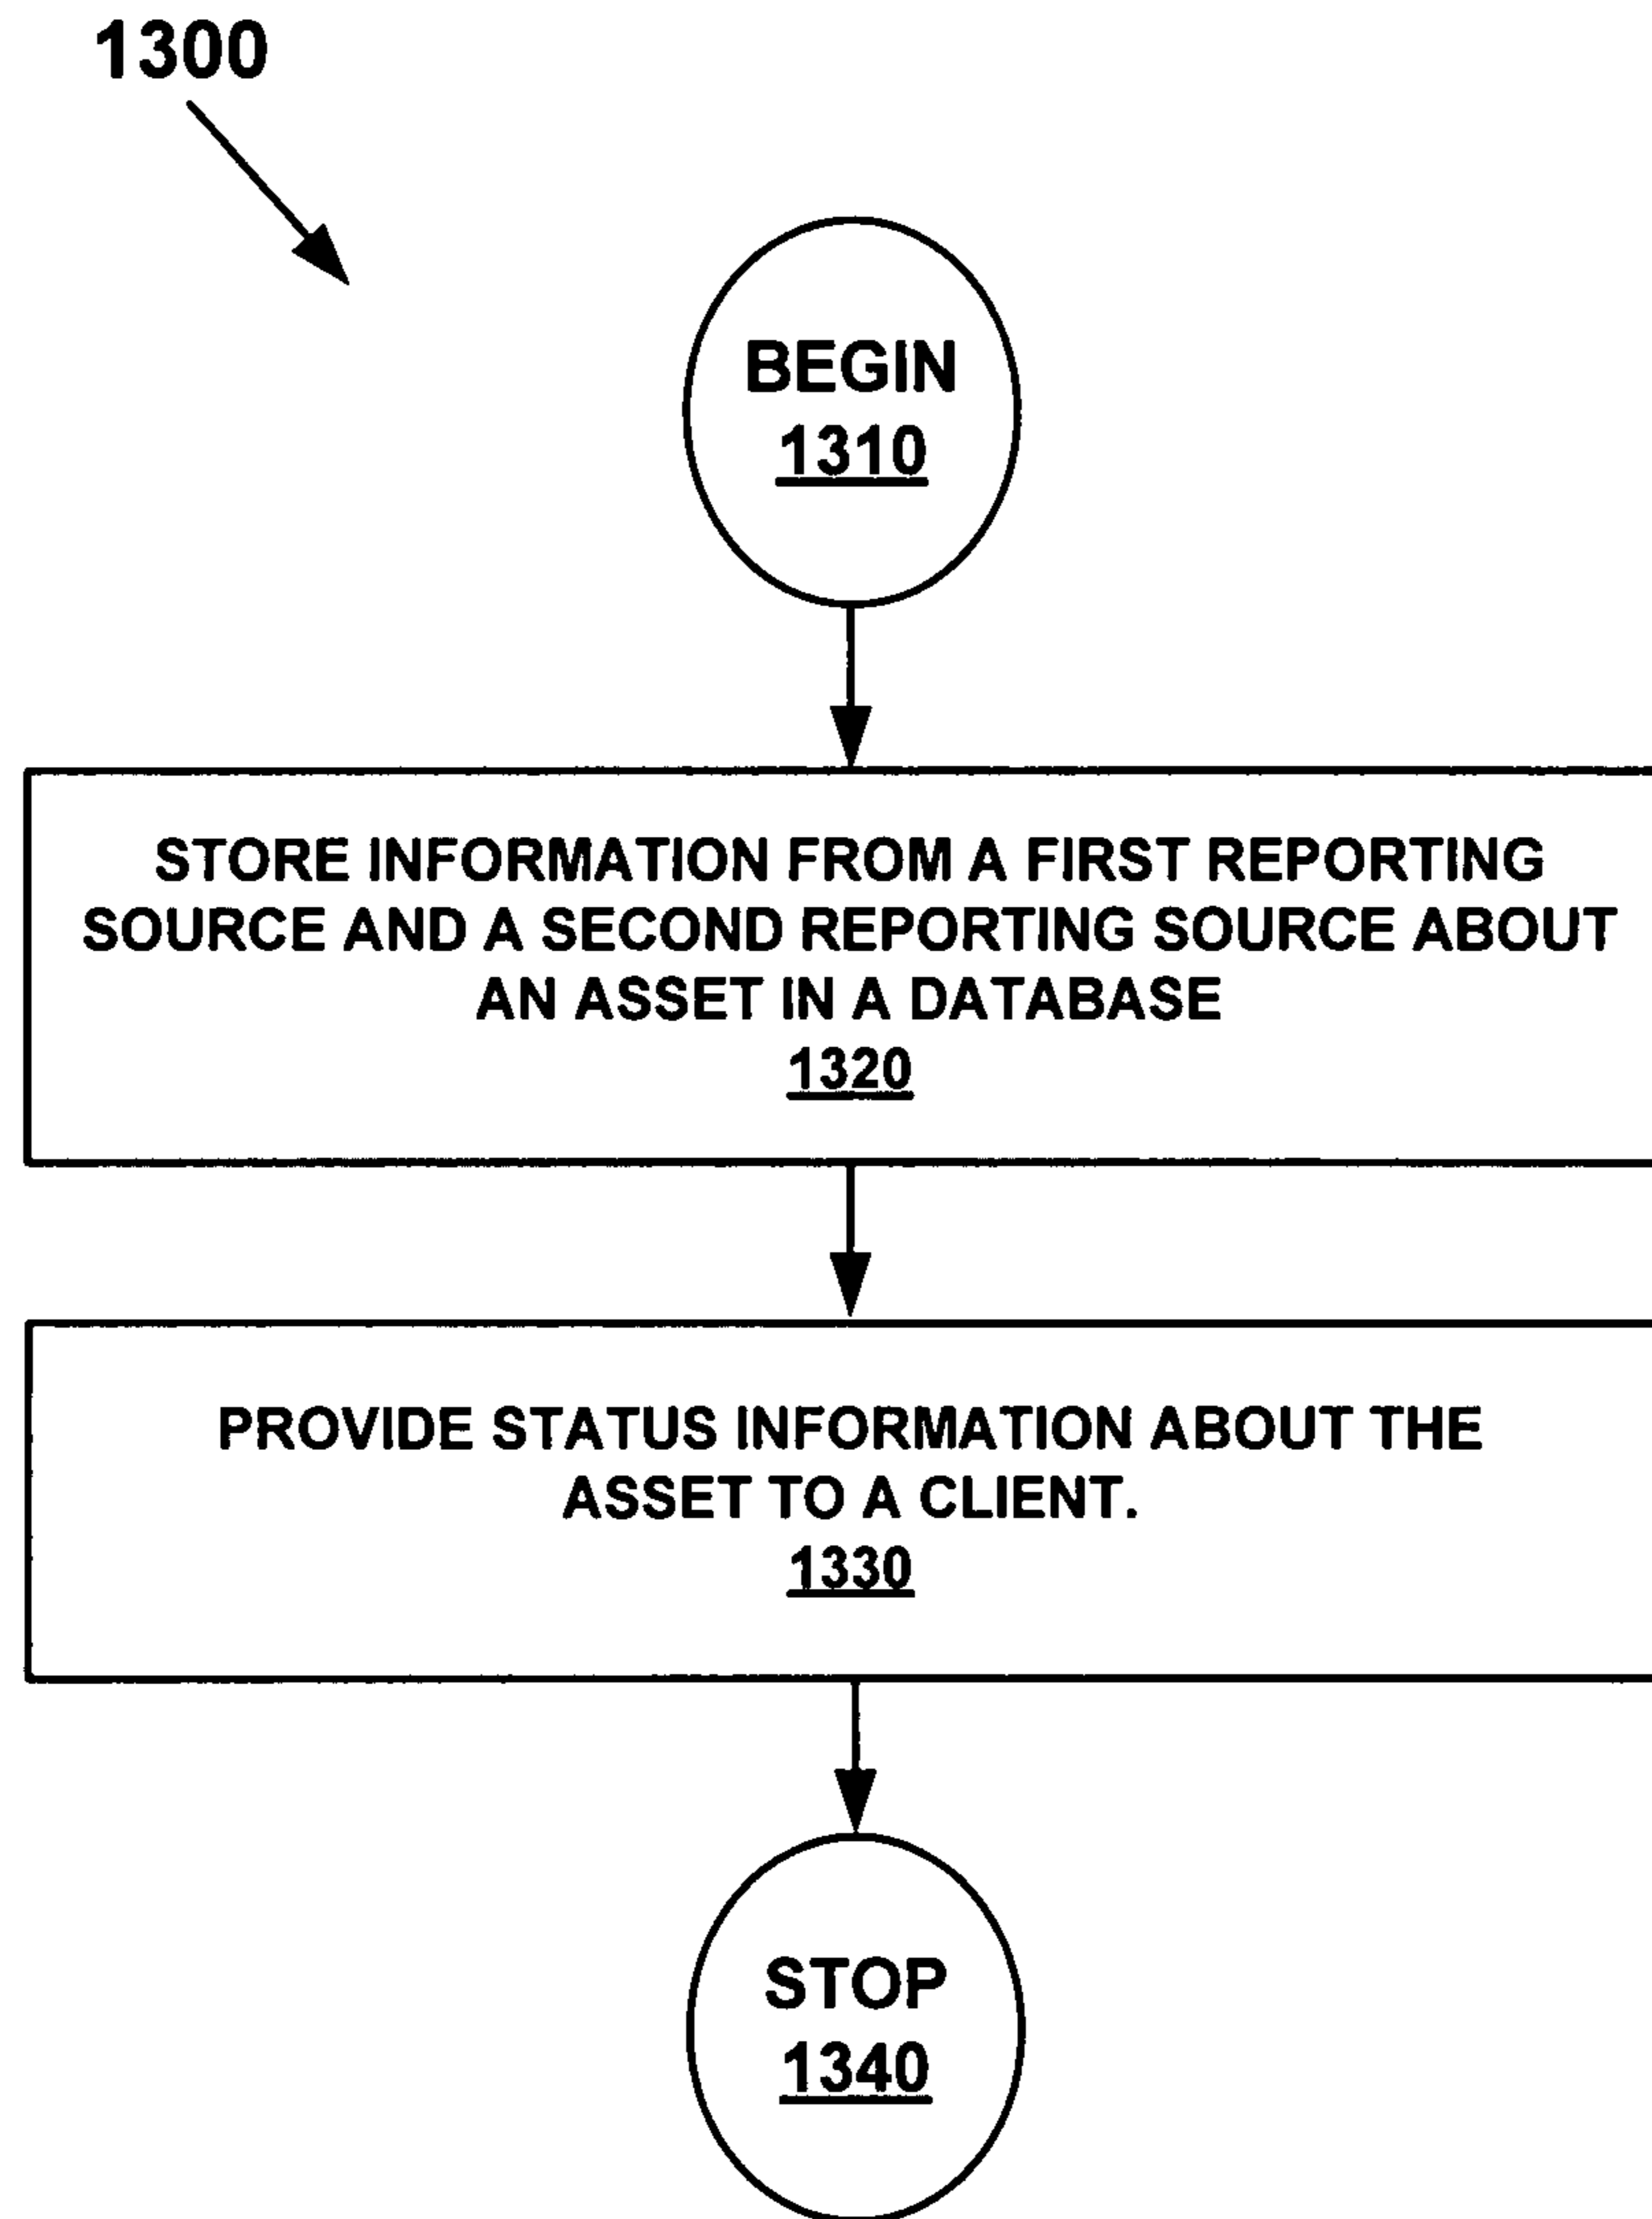 1300
BEGIN
1310
STORE INFORMATION FROM A FIRST REPORTING
SOURCE AND A SECOND REPORTING SOURCE ABOUT
AN ASSET IN A DATABASE
1320
PROVIDE STATUS INFORMATION ABOUT THE
ASSET TO A CLIENT.
1330
STOP
1340